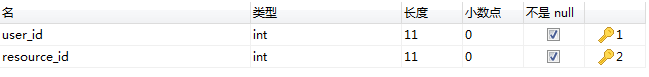 名 类型 长度 小数点 不是 null
user_id int 11 0 1
resource_id int 11 0 2